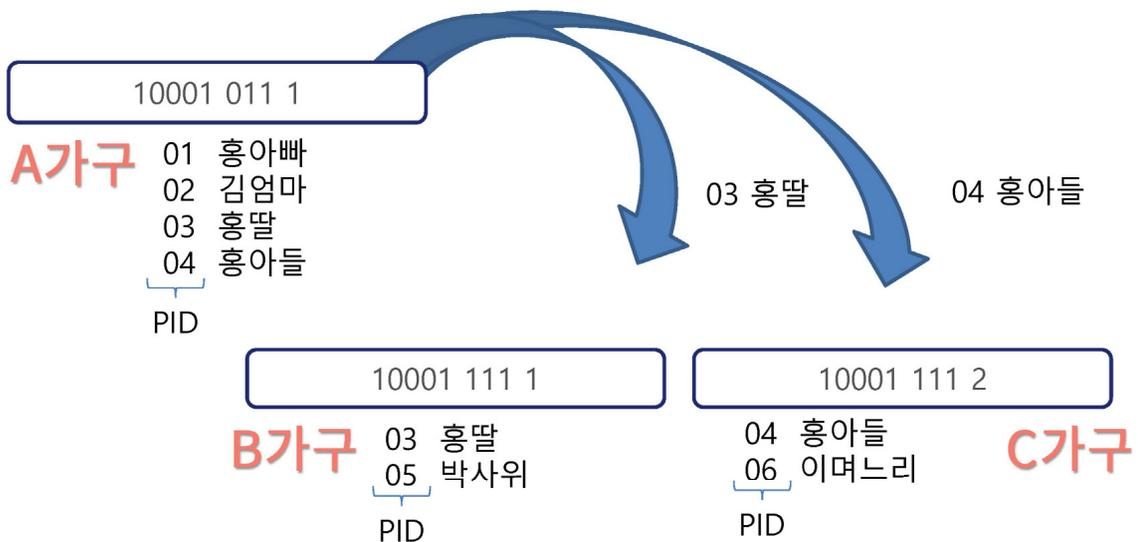 10001 011 1
A가구
01 홍아빠
02 김엄마
03 홍딸
04 홍아들
PID
03 홍딸
04 홍아들
10001 111 1
B가구
03 홍딸
05 박사위
PID
10001 111 2
04 홍아들
06 이며느리
C가구
PID